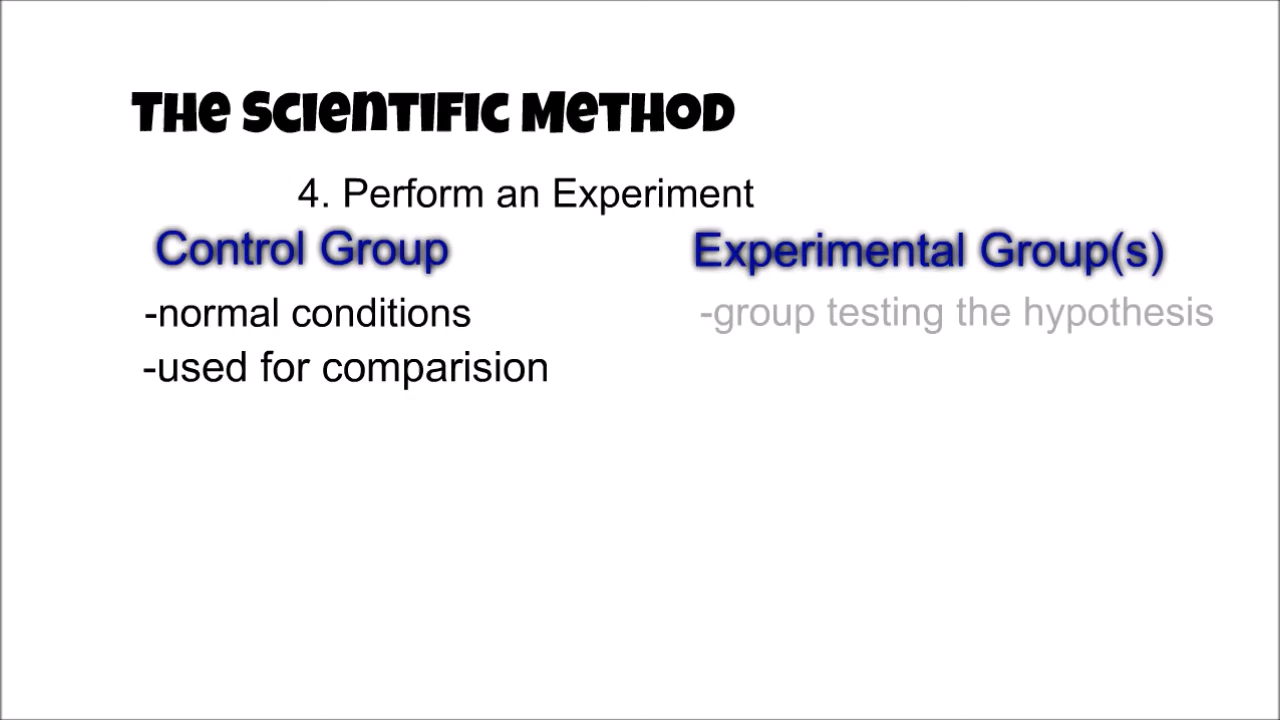 The Scientific Method
4. Perform an Experiment
Control Group
-normal conditions
-used for comparision
Experimental Group(s)
-group testing the hypothesis